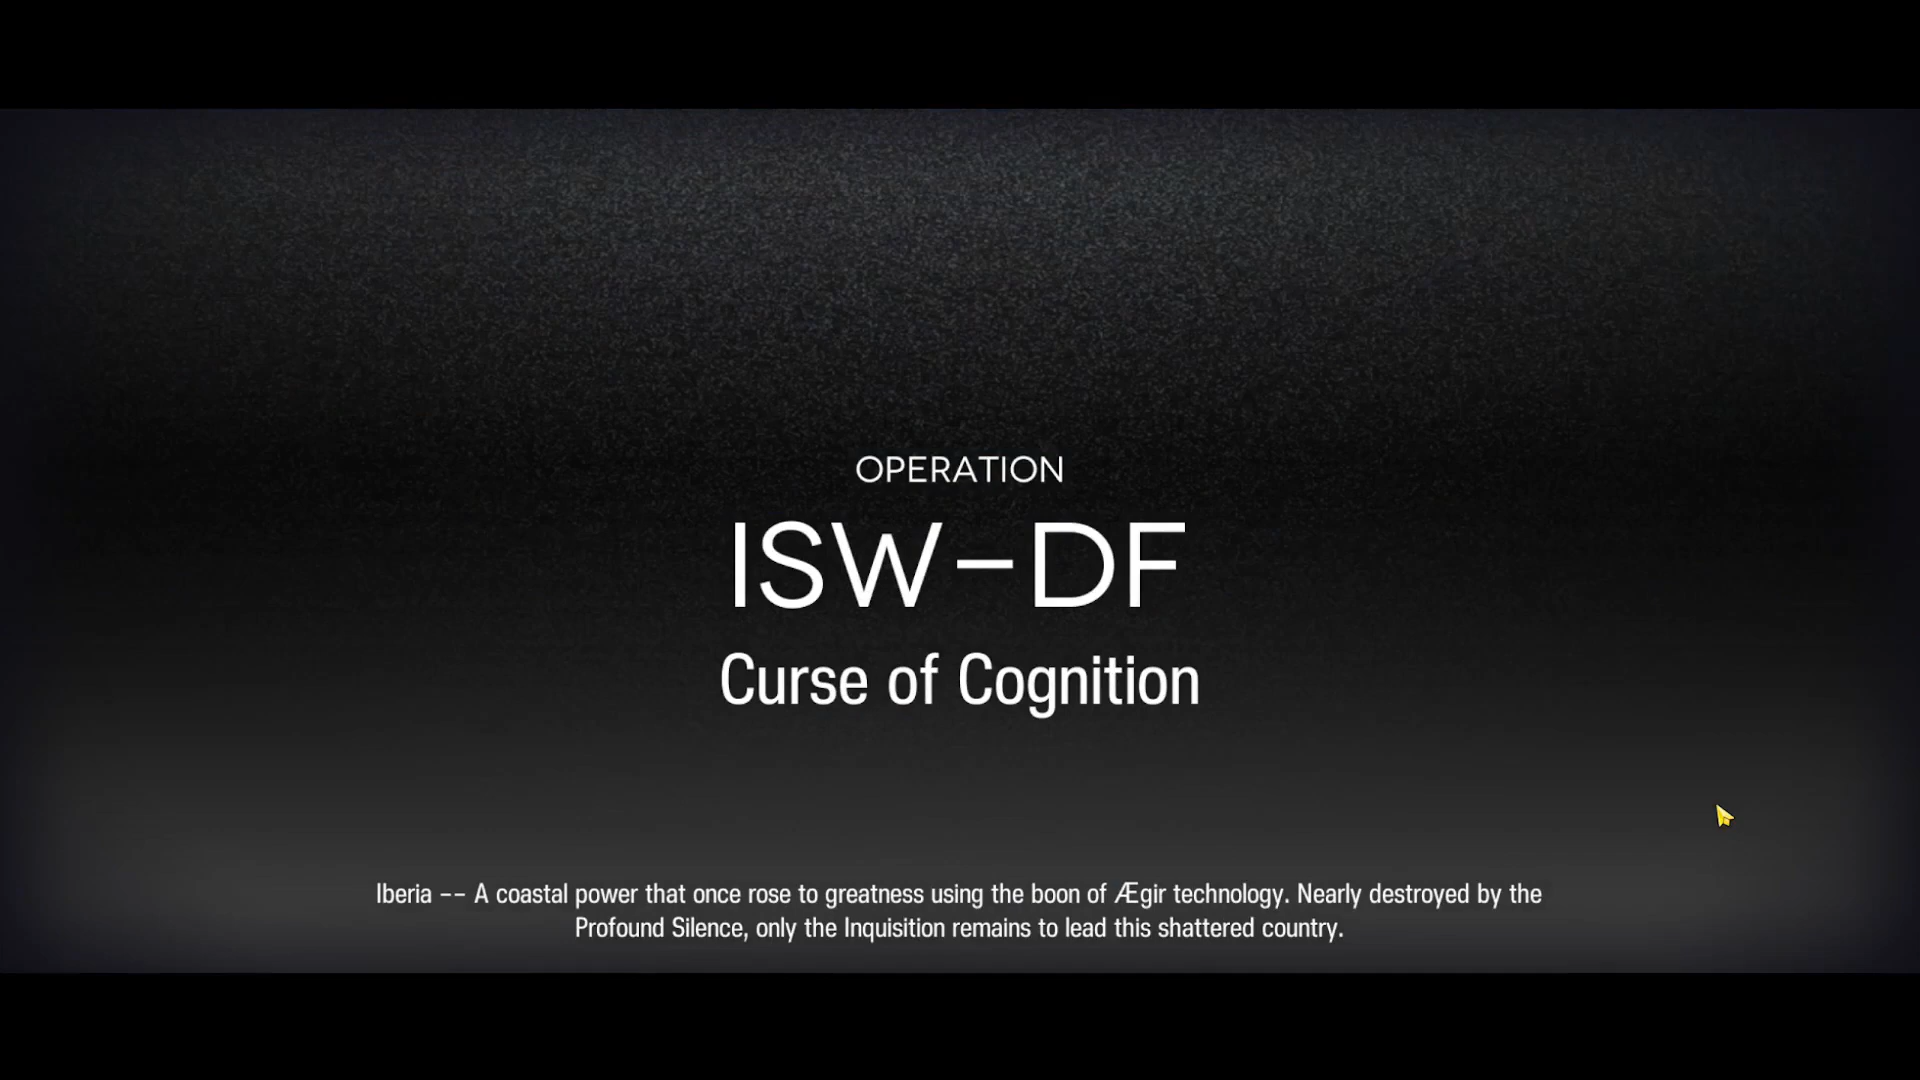 OPERATION
ISW-DF
Curse of Cognition
Iberia -- A coastal power that once rose to greatness using the boon of Ægir technology. Nearly destroyed by the
Profound Silence, only the Inquisition remains to lead this shattered country.